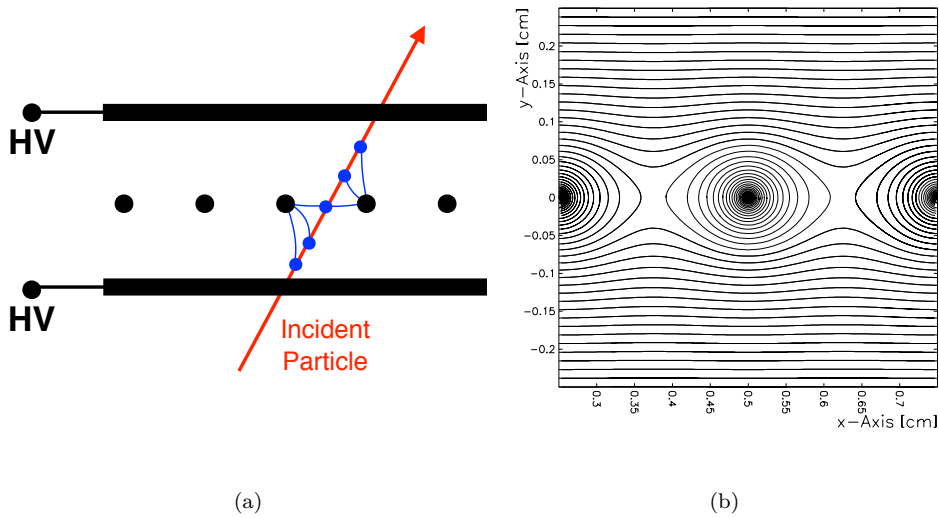 HV
HV
Incident
Particle
(a)
y-Axis [cm]
0.2
0.15
0.1
0.05
0
-0.05
-0.1
-0.15
-0.2
0.3
0.35
0.4
0.45
0.5
0.55
0.6
0.65
0.7
x-Axis [cm]
(b)